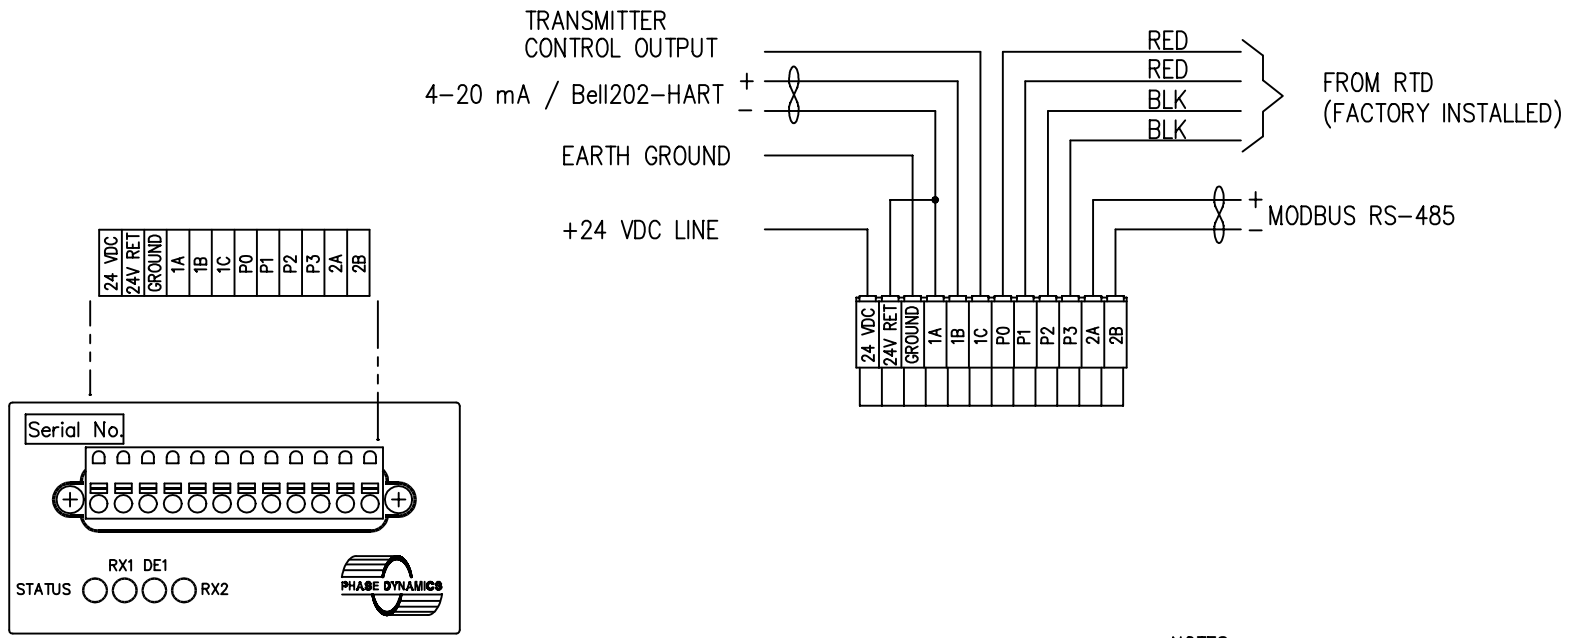 TRANSMITTER
CONTROL OUTPUT
4-20 mA / Bell202-HART + -
EARTH GROUND
+24 VDC LINE
RED
RED
BLK
BLK
FROM RTD
(FACTORY INSTALLED)
+ - MODBUS RS-485
24 VDC 24V RET GROUND 1A 1B 1C P0 P1 P2 P3 2A 2B
24 VDC 24V RET GROUND 1A 1B 1C P0 P1 P2 P3 2A 2B
Serial No.
RX1 DE1
STATUS RX2
PHASE DYNAMICS